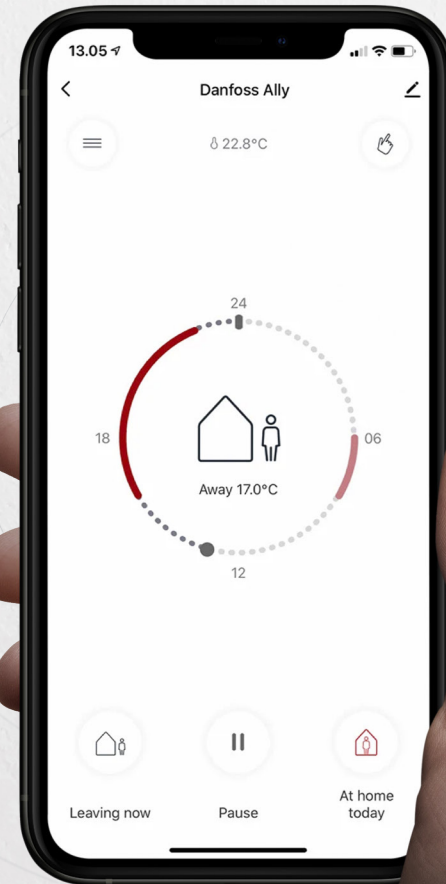 13.05
Danfoss Ally
22.8°C
24
18
06
Away 17.0°C
12
Leaving now
Pause
At home
today